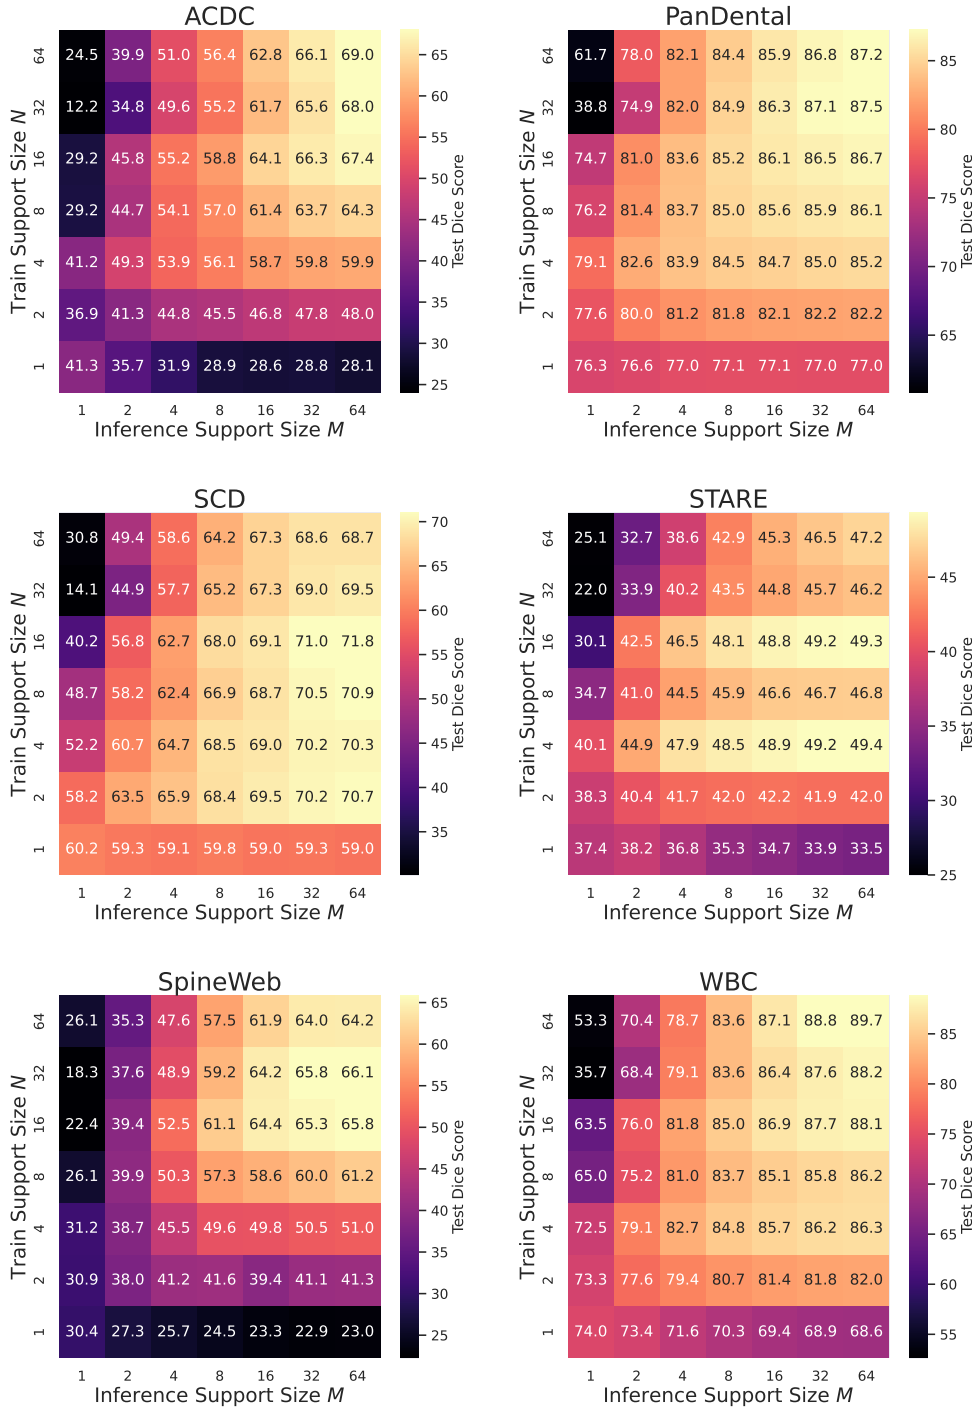 ACDC
Train Support Size N
64 24.5 39.9 51.0 56.4 62.8 66.1 69.0
32 12.2 34.8 49.6 55.2 61.7 65.6 68.0
16 29.2 45.8 55.2 58.8 64.1 66.3 67.4
8 29.2 44.7 54.1 57.0 61.4 63.7 64.3
4 41.2 49.3 53.9 56.1 58.7 59.8 59.9
2 36.9 41.3 44.8 45.5 46.8 47.8 48.0
1 41.3 35.7 31.9 28.9 28.6 28.8 28.1
1 2 4 8 16 32 64
Inference Support Size M
65
60
55
50
45
40
35
30
25
Test Dice Score
PanDental
Train Support Size N
64 61.7 78.0 82.1 84.4 85.9 86.8 87.2
32 38.8 74.9 82.0 84.9 86.3 87.1 87.5
16 74.7 81.0 83.6 85.2 86.1 86.5 86.7
8 76.2 81.4 83.7 85.0 85.6 85.9 86.1
4 79.1 82.6 83.9 84.5 84.7 85.0 85.2
2 77.6 80.0 81.2 81.8 82.1 82.2 82.2
1 76.3 76.6 77.0 77.1 77.1 77.0 77.0
1 2 4 8 16 32 64
Inference Support Size M
85
80
75
70
65
Test Dice Score
SCD
Train Support Size N
64 30.8 49.4 58.6 64.2 67.3 68.6 68.7
32 14.1 44.9 57.7 65.2 67.3 69.0 69.5
16 40.2 56.8 62.7 68.0 69.1 71.0 71.8
8 48.7 58.2 62.4 66.9 68.7 70.5 70.9
4 52.2 60.7 64.7 68.5 69.0 70.2 70.3
2 58.2 63.5 65.9 68.4 69.5 70.2 70.7
1 60.2 59.3 59.1 59.8 59.0 59.3 59.0
1 2 4 8 16 32 64
Inference Support Size M
70
65
60
55
50
45
40
35
Test Dice Score
STARE
Train Support Size N
64 25.1 32.7 38.6 42.9 45.3 46.5 47.2
32 22.0 33.9 40.2 43.5 44.8 45.7 46.2
16 30.1 42.5 46.5 48.1 48.8 49.2 49.3
8 34.7 41.0 44.5 45.9 46.6 46.7 46.8
4 40.1 44.9 47.9 48.5 48.9 49.2 49.4
2 38.3 40.4 41.7 42.0 42.2 41.9 42.0
1 37.4 38.2 36.8 35.3 34.7 33.9 33.5
1 2 4 8 16 32 64
Inference Support Size M
45
40
35
30
25
Test Dice Score
SpineWeb
Train Support Size N
64 26.1 35.3 47.6 57.5 61.9 64.0 64.2
32 18.3 37.6 48.9 59.2 64.2 65.8 66.1
16 22.4 39.4 52.5 61.1 64.4 65.3 65.8
8 26.1 39.9 50.3 57.3 58.6 60.0 61.2
4 31.2 38.7 45.5 49.6 49.8 50.5 51.0
2 30.9 38.0 41.2 41.6 39.4 41.1 41.3
1 30.4 27.3 25.7 24.5 23.3 22.9 23.0
1 2 4 8 16 32 64
Inference Support Size M
65
60
55
50
45
40
35
30
25
Test Dice Score
WBC
Train Support Size N
64 53.3 70.4 78.7 83.6 87.1 88.8 89.7
32 35.7 68.4 79.1 83.6 86.4 87.6 88.2
16 63.5 76.0 81.8 85.0 86.9 87.7 88.1
8 65.0 75.2 81.0 83.7 85.1 85.8 86.2
4 72.5 79.1 82.7 84.8 85.7 86.2 86.3
2 73.3 77.6 79.4 80.7 81.4 81.8 82.0
1 74.0 73.4 71.6 70.3 69.4 68.9 68.6
1 2 4 8 16 32 64
Inference Support Size M
85
80
75
70
65
60
55
Test Dice Score